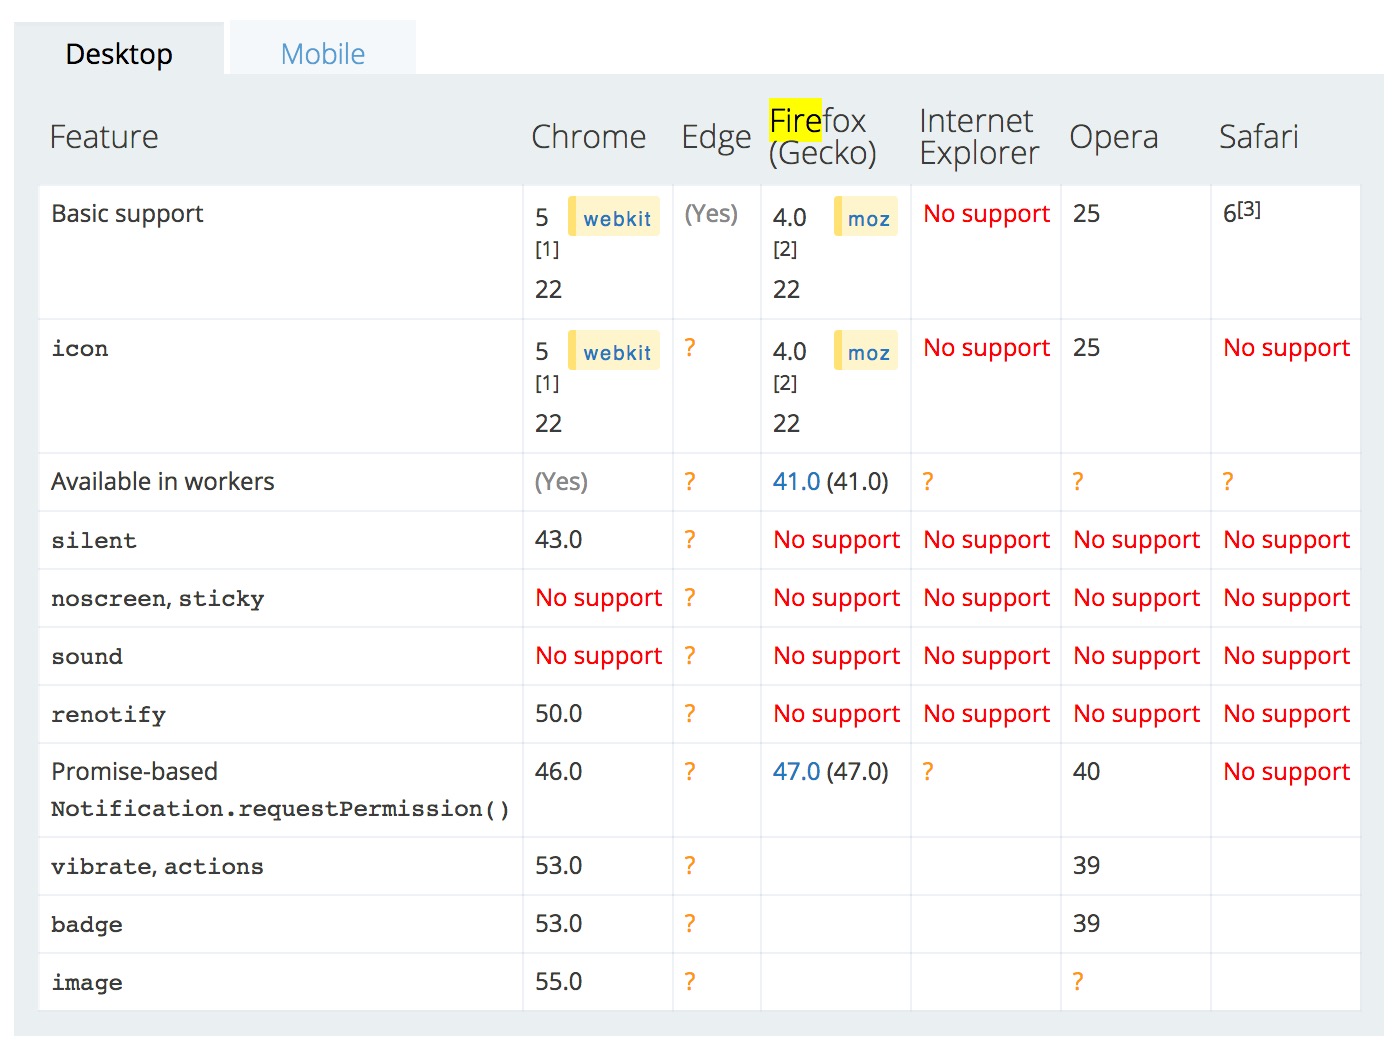 Desktop Mobile
Feature Chrome Edge Firefox (Gecko) Internet Explorer Opera Safari
Basic support 5 webkit [1] 22 (Yes) 4.0 moz [2] 22 No support 25 6[3]
icon 5 webkit [1] 22 ? 4.0 moz [2] 22 No support 25 No support
Available in workers (Yes) ? 41.0 (41.0) ? ? ?
silent 43.0 ? No support No support No support No support
noscreen, sticky No support ? No support No support No support No support
sound No support ? No support No support No support No support
renotify 50.0 ? No support No support No support No support
Promise-based Notification.requestPermission() 46.0 ? 47.0 (47.0) ? 40 No support
vibrate, actions 53.0 ? 39
badge 53.0 ? 39
image 55.0 ? ?